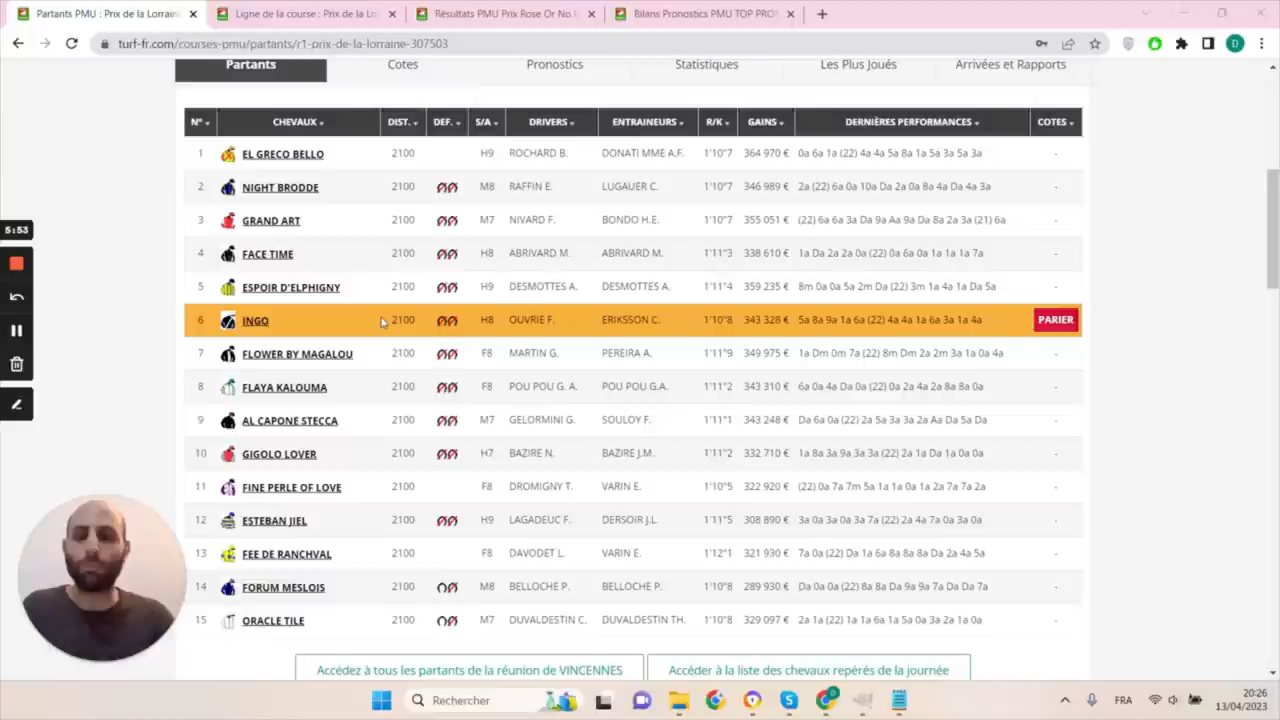 Partants PMU : Prix de la Lorraine
Ligne de la course : Prix de la Lo
Résultats PMU Prix Rose Or No
Bilans Pronostics PMU TOP PRO
turf-fr.com/courses-pmu/partants/r1-prix-de-la-lorraine-307503
D
Partants Cotes Pronostics Statistiques Les Plus Joués Arrivées et Rapports
N° CHEVAUX DIST. DEF. S/A DRIVERS ENTRAINEURS R/K GAINS DERNIÈRES PERFORMANCES COTES
1 EL GRECO BELLO 2100 H9 ROCHARD B. DONATI MME A.F. 1'10"7 364 970 € 0a 6a 1a (22) 4a 4a 5a 8a 1a 5a 3a 5a 3a -
2 NIGHT BRODDE 2100 M8 RAFFIN E. LUGAUER C. 1'10"7 346 989 € 2a (22) 6a 0a 10a Da 2a 0a 8a 4a Da 4a 3a -
3 GRAND ART 2100 M7 NIVARD F. BONDO H.E. 1'10"7 355 051 € (22) 6a 6a 3a Da 9a Aa 9a Da 8a 2a 3a (21) 6a -
4 FACE TIME 2100 H8 ABRIVARD M. ABRIVARD M. 1'11"3 338 610 € 1a Da 2a 2a 0a (22) 0a 6a 0a 1a 1a 1a 7a -
5 ESPOIR D'ELPHIGNY 2100 H9 DESMOTTES A. DESMOTTES A. 1'11"4 359 235 € 8m 0a 0a 5a 2m Da (22) 3m 1a 4a 1a Da 5a -
6 INGO 2100 H8 OUVRIE F. ERIKSSON C. 1'10"8 343 328 € 5a 8a 9a 1a 6a (22) 4a 4a 1a 6a 3a 1a 4a PARIER
7 FLOWER BY MAGALOU 2100 F8 MARTIN G. PEREIRA A. 1'11"9 349 975 € 1a Dm 0m 7a (22) 8m Dm 2a 2m 3a 1a 0a 4a -
8 FLAYA KALOUMA 2100 F8 POU POU G. A. POU POU G.A. 1'11"2 343 310 € 6a 0a 4a Da 0a (22) 0a 2a 4a 2a 8a 8a 0a -
9 AL CAPONE STECCA 2100 M7 GELORMINI G. SOULOY F. 1'11"1 343 248 € Da 6a 0a (22) 2a 5a 3a 3a 2a Aa Da 5a Da -
10 GIGOLO LOVER 2100 H7 BAZIRE N. BAZIRE J.M. 1'11"2 332 710 € 1a 8a 3a 9a 3a 3a (22) 2a 1a Da 1a 0a 0a -
11 FINE PERLE OF LOVE 2100 F8 DROMIGNY T. VARIN E. 1'10"5 322 920 € (22) 0a 7a 7m 5a 1a 1a 0a 1a 2a 7a 7a 2a -
12 ESTEBAN JIEL 2100 H9 LAGADEUC F. DERSOIR J.L. 1'11"5 308 890 € 3a 0a 3a 0a 3a 7a (22) 2a 4a 7a 0a 3a 0a -
13 FEE DE RANCHVAL 2100 F8 DAVODET L. VARIN E. 1'12"1 321 930 € 7a 0a (22) Da 1a 6a 8a 8a 8a Da 2a 4a 5a -
14 FORUM MESLOIS 2100 M8 BELLOCHE P. BELLOCHE P. 1'10"8 289 930 € Da 0a 0a (22) 8a 8a Da 9a 9a 7a Da Da 7a -
15 ORACLE TILE 2100 M7 DUVALDESTIN C. DUVALDESTIN TH. 1'10"8 329 097 € 2a 1a (22) 1a 1a 6a 1a 5a 0a 3a 2a 1a 0a -
5:53
Accédez à tous les partants de la réunion de VINCENNES
Accéder à la liste des chevaux repérés de la journée
Rechercher
FRA
20:26
13/04/2023